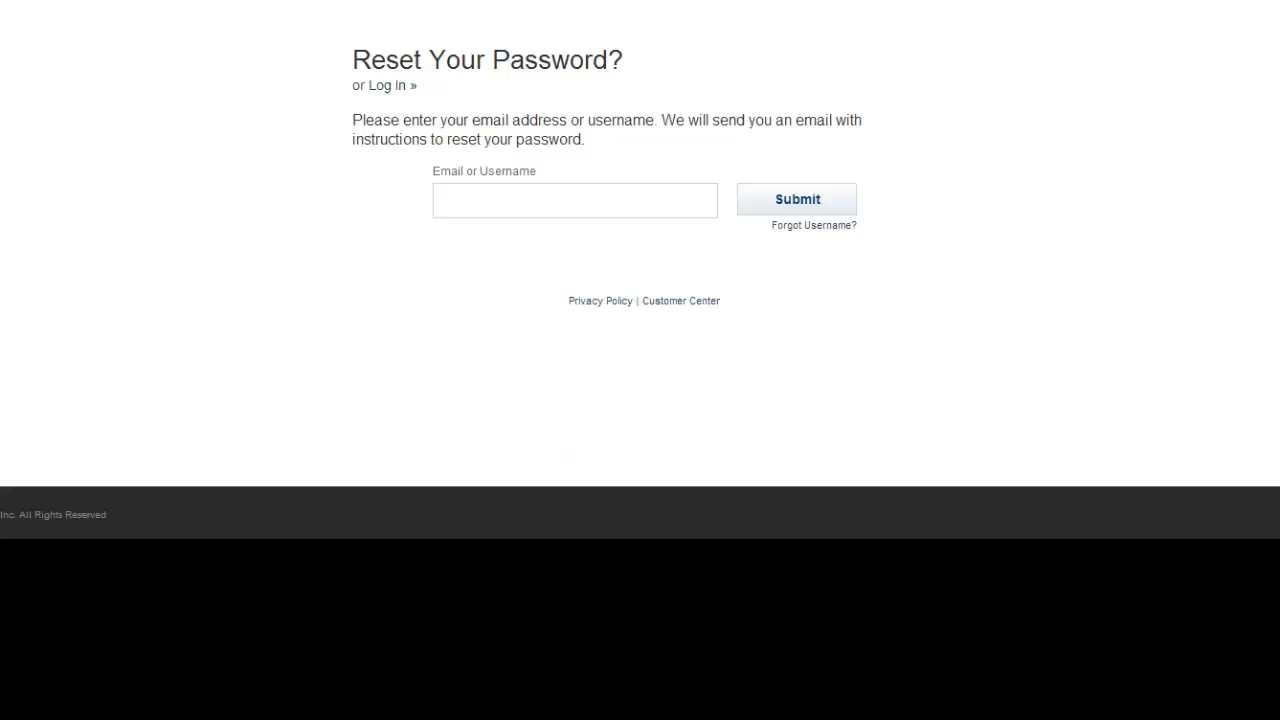 Reset Your Password?
or Log In »
Please enter your email address or username. We will send you an email with
instructions to reset your password.
Email or Username
Submit
Forgot Username?
Privacy Policy | Customer Center
Inc. All Rights Reserved